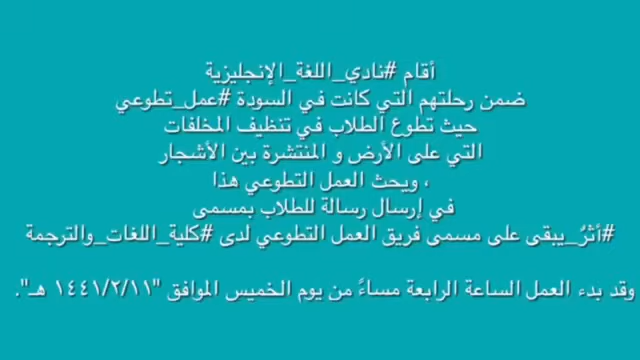 أقام #نادي_اللغة_الإنجليزية
ضمن رحلتهم التي كانت في السودة #عمل_تطوعي
حيث تطوع الطلاب في تنظيف المخلفات
التي على الأرض و المنتشرة بين الأشجار
، ويحث العمل التطوعي هذا
في إرسال رسالة للطلاب بمسمى
#أثرٌ_يبقى على مسمى فريق العمل التطوعي لدى #كلية_اللغات_والترجمة
وقد بدء العمل الساعة الرابعة مساءً من يوم الخميس الموافق "١٤٤١/٢/١١ هـ".